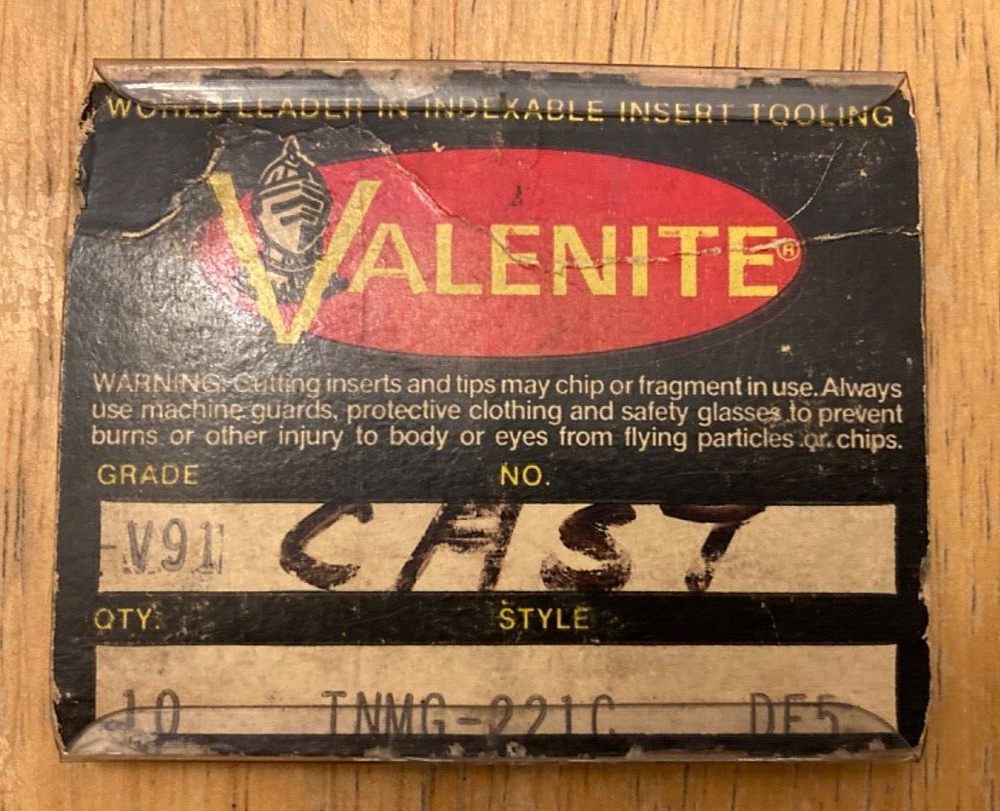 WORLD LEADER IN INDEXABLE INSERT TOOLING
VALENITE®
WARNING: Cutting inserts and tips may chip or fragment in use. Always
use machine guards, protective clothing and safety glasses to prevent
burns or other injury to body or eyes from flying particles or chips.
GRADE NO.
V91 CAST
QTY. STYLE
10 TNMG-221C DE5